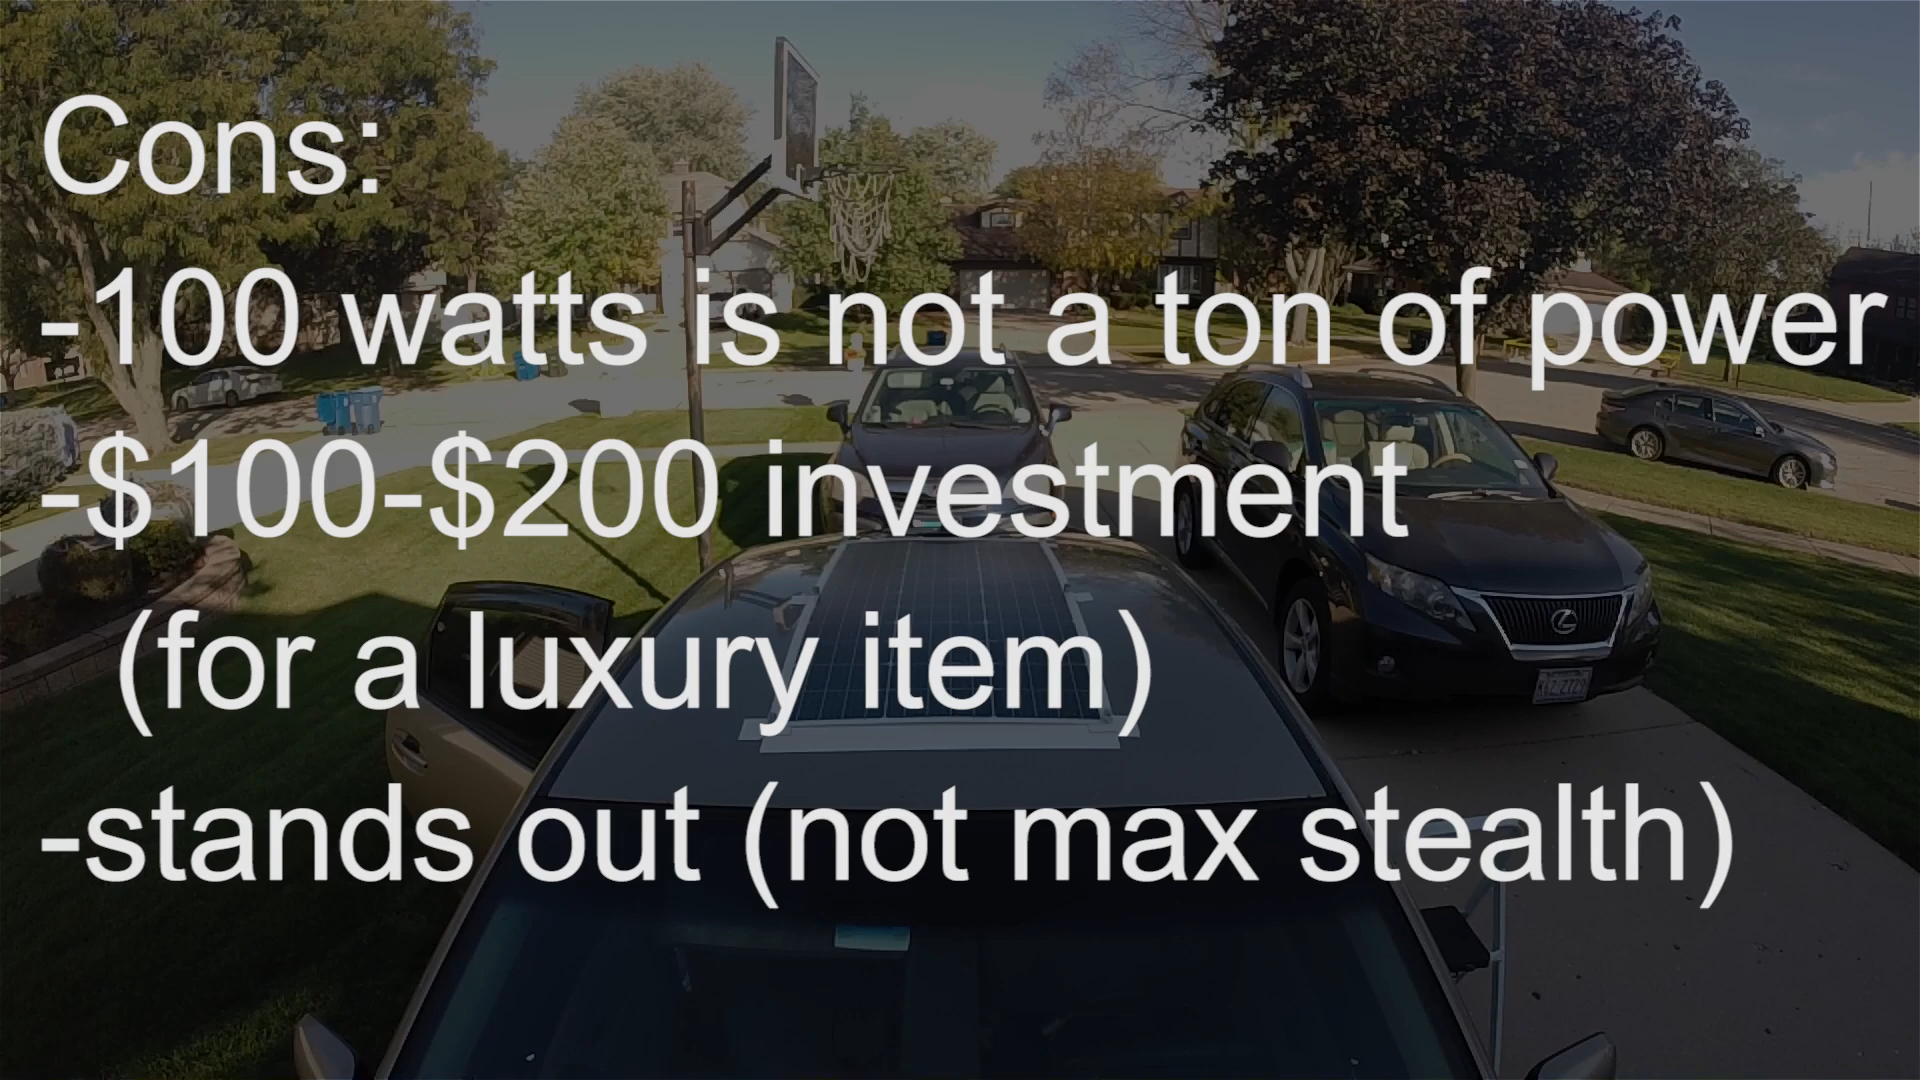 Cons:
-100 watts is not a ton of power
-$100-$200 investment
(for a luxury item)
-stands out (not max stealth)